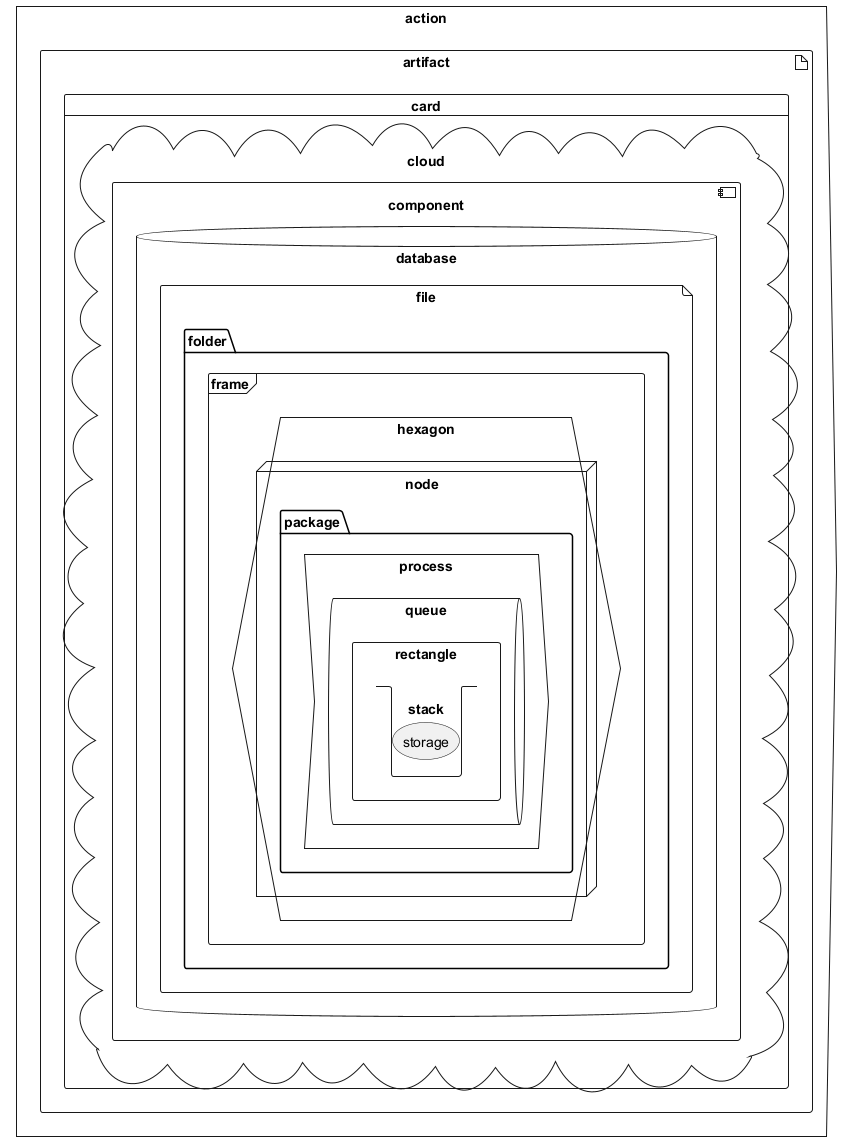 action
artifact
card
cloud
component
database
file
folder
frame
hexagon
node
package
process
queue
rectangle
stack
storage